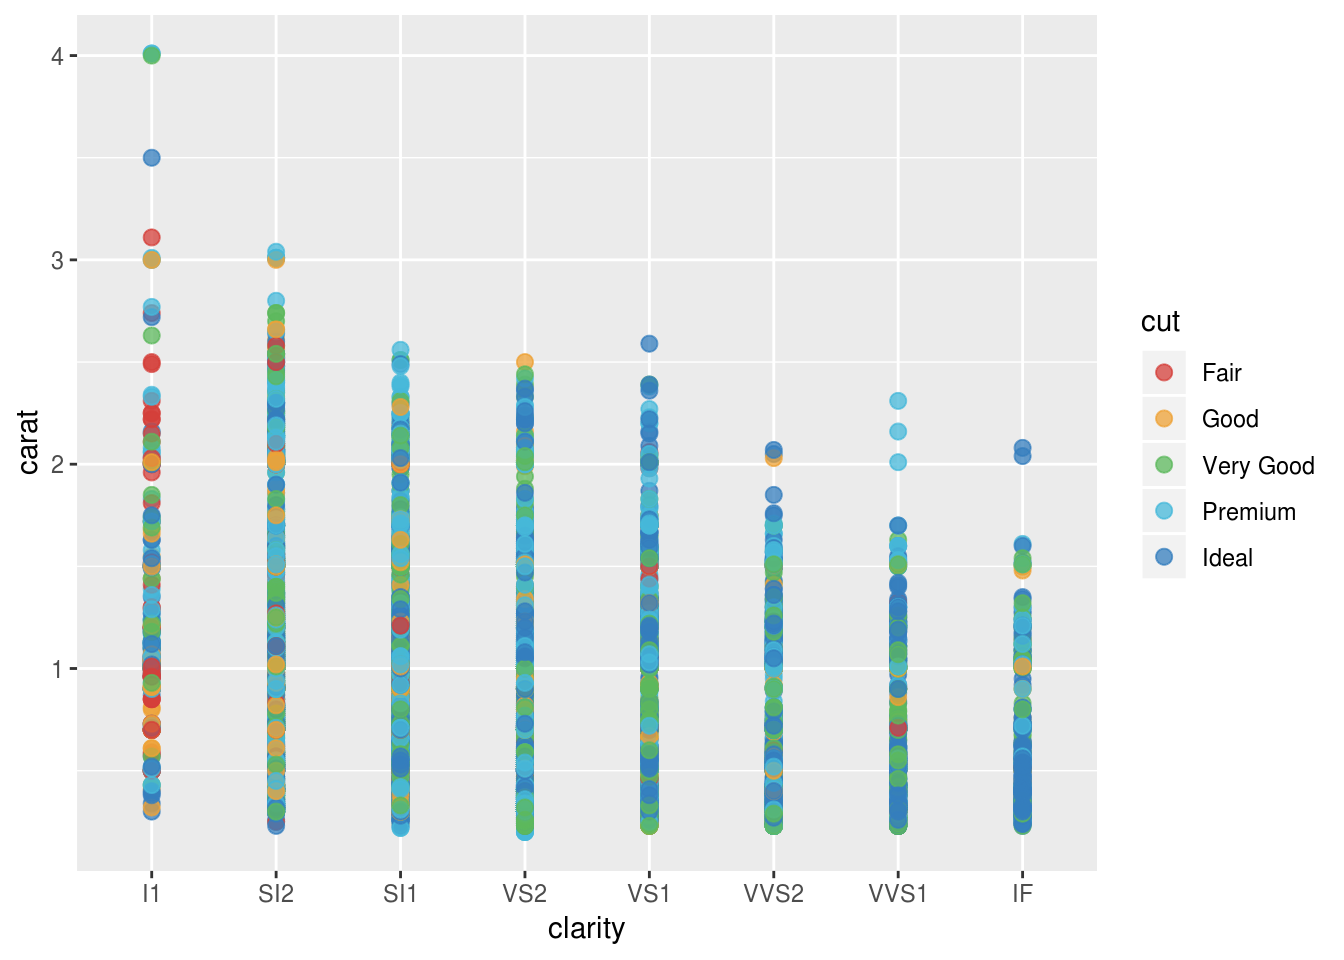 4
3
2
1
carat
I1 SI2 SI1 VS2 VS1 VVS2 VVS1 IF
clarity
cut
Fair
Good
Very Good
Premium
Ideal